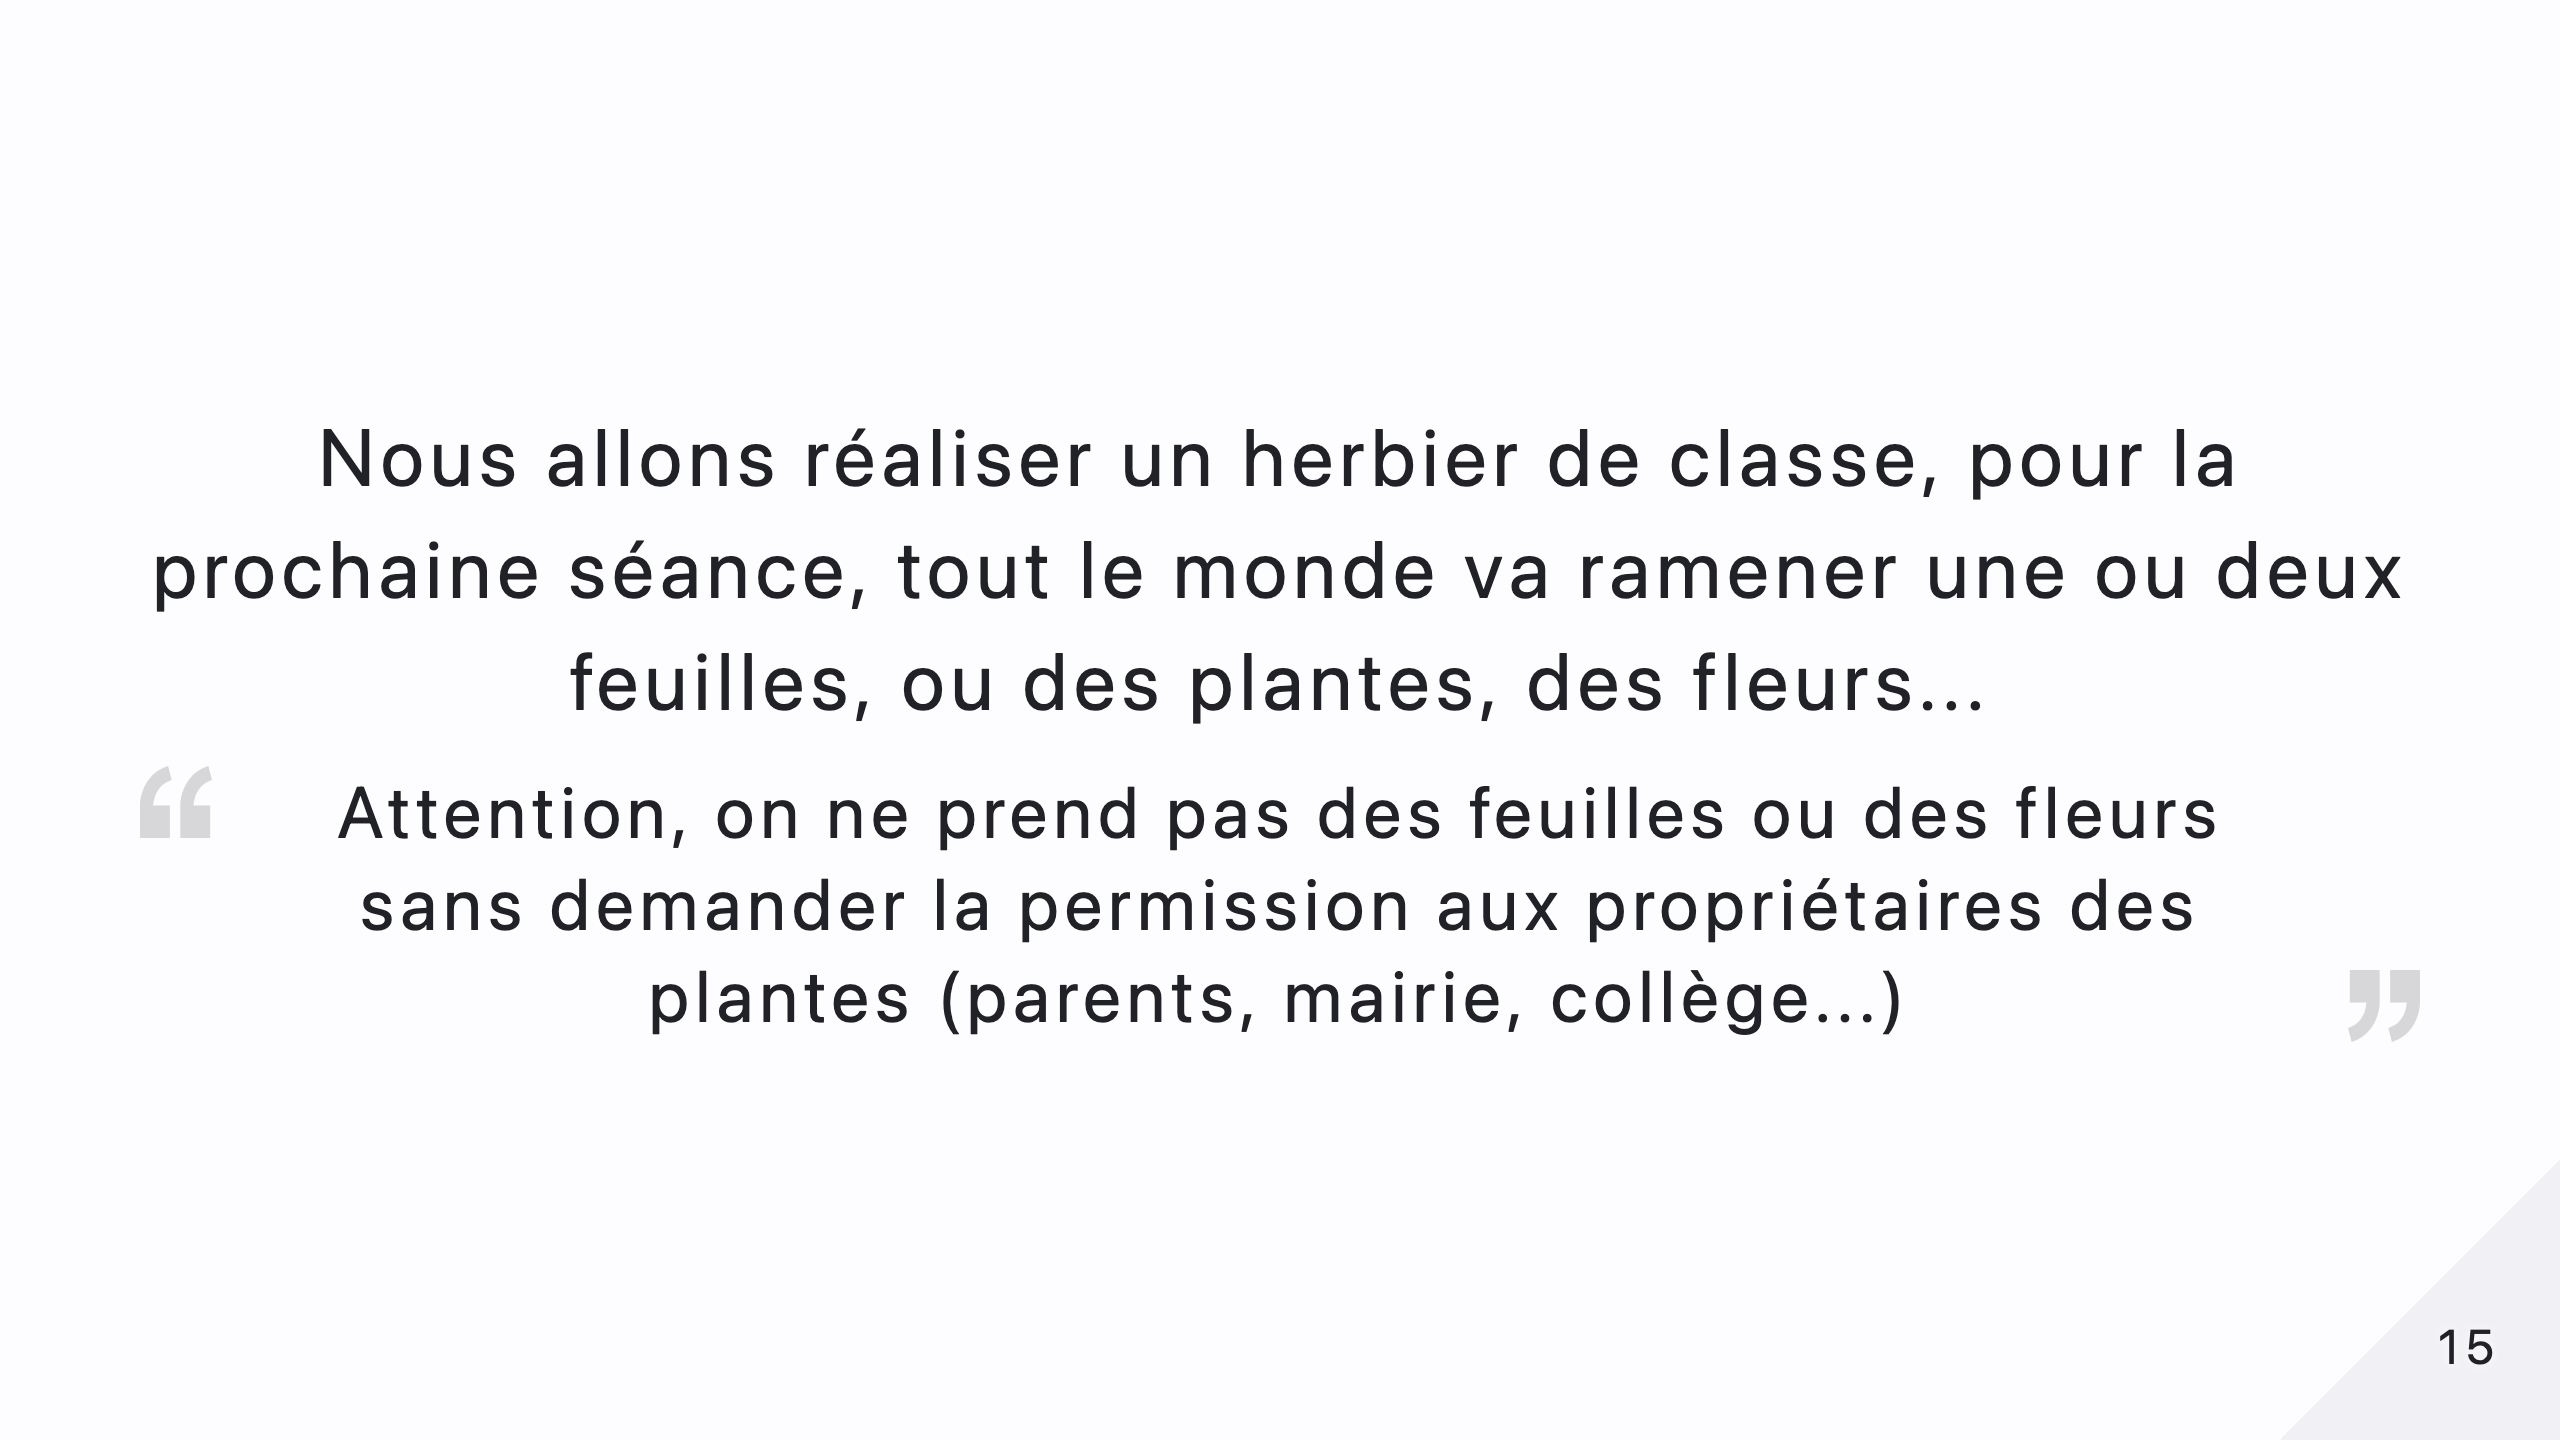 Nous allons réaliser un herbier de classe, pour la
prochaine séance, tout le monde va ramener une ou deux
feuilles, ou des plantes, des fleurs...
“ Attention, on ne prend pas des feuilles ou des fleurs
sans demander la permission aux propriétaires des
plantes (parents, mairie, collège...) ”
15